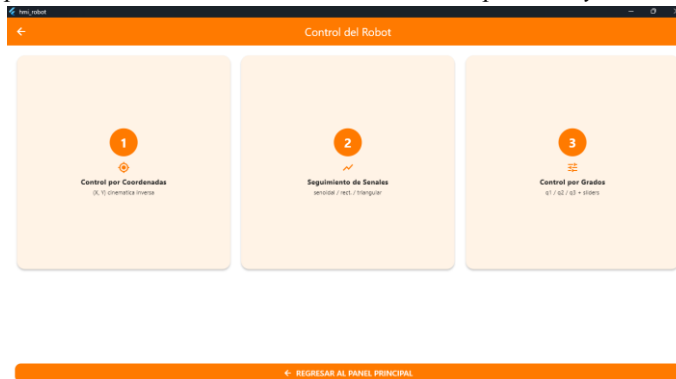 hmi_robot
Control del Robot
1
2
3
Control por Coordenadas
(X, Y) cinematica inversa
Seguimiento de Senales
senoidal / rect. / triangular
Control por Grados
q1 / q2 / q3 + sliders
← REGRESAR AL PANEL PRINCIPAL